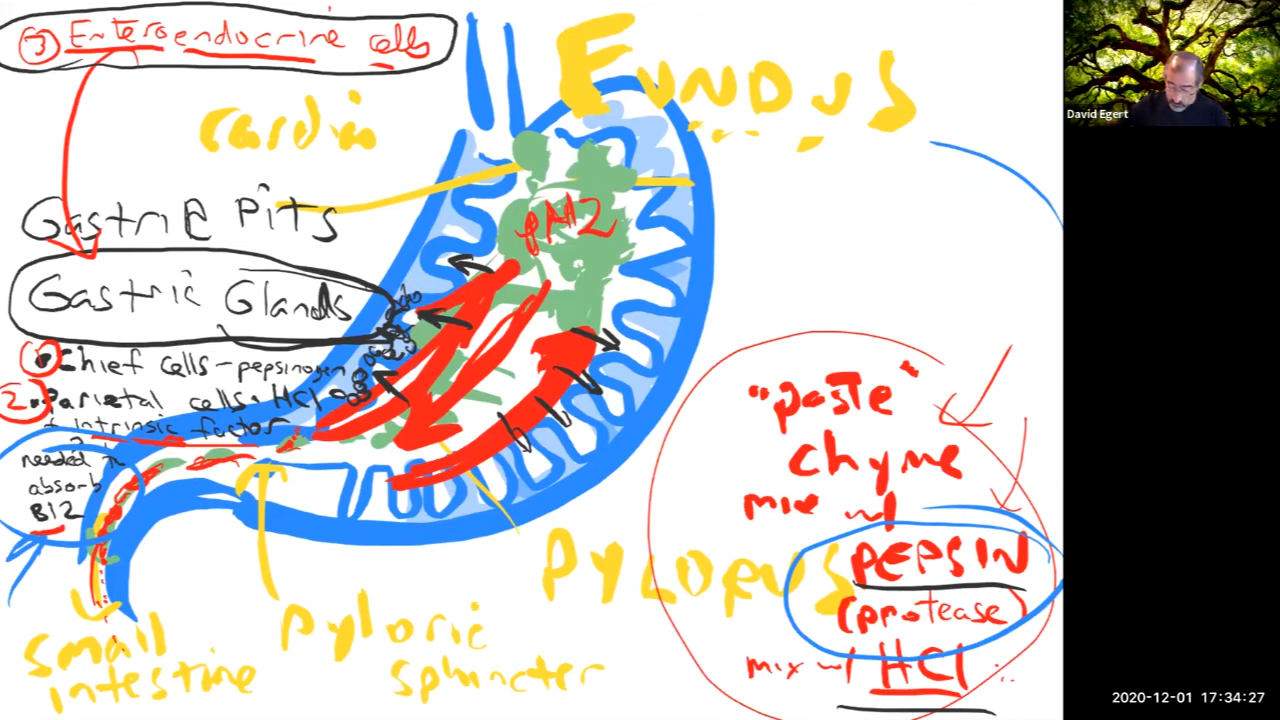 ③ Enteroendocrine cells
FUNDUS
cardia
pH2
Gastric Pits
Gastric Glands
① Chief cells - pepsinogen
2. Parietal cells • HCl
+ intrinsic factor
needed to
absorb
B12
small
intestine
pyloric
sphincter
PYLORUS
"paste"
chyme
mix w/
PEPSIN
(protease)
mix w/ HCl
David Egert
2020-12-01 17:34:27